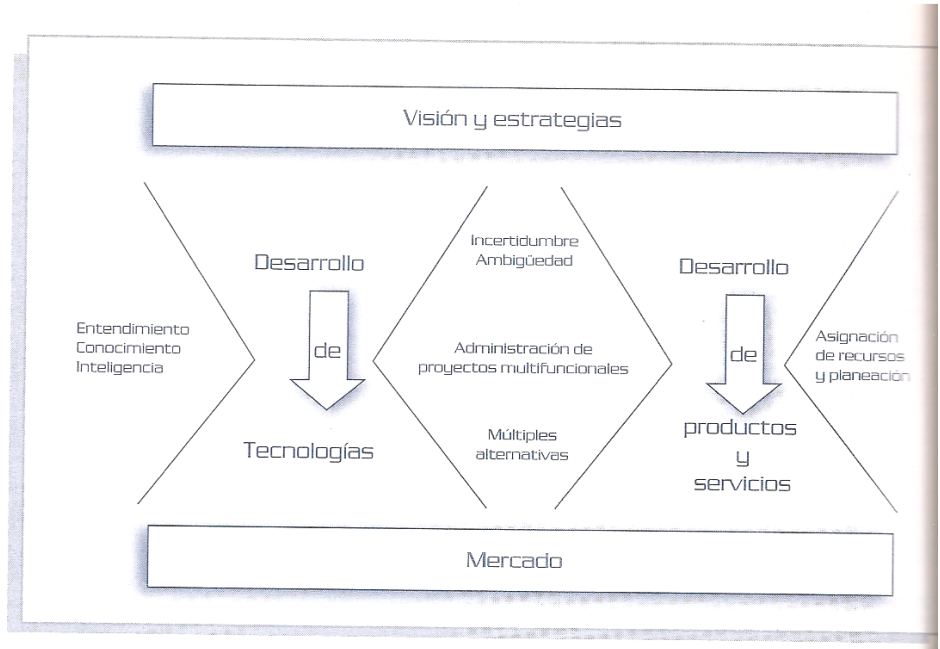 Visión y estrategias
Desarrollo
de
Tecnologías
Entendimiento
Conocimiento
Inteligencia
Incertidumbre
Ambigüedad
Administración de
proyectos multifuncionales
Múltiples
alternativas
Desarrollo
de
productos
y
servicios
Asignación
de recursos
y planeación
Mercado